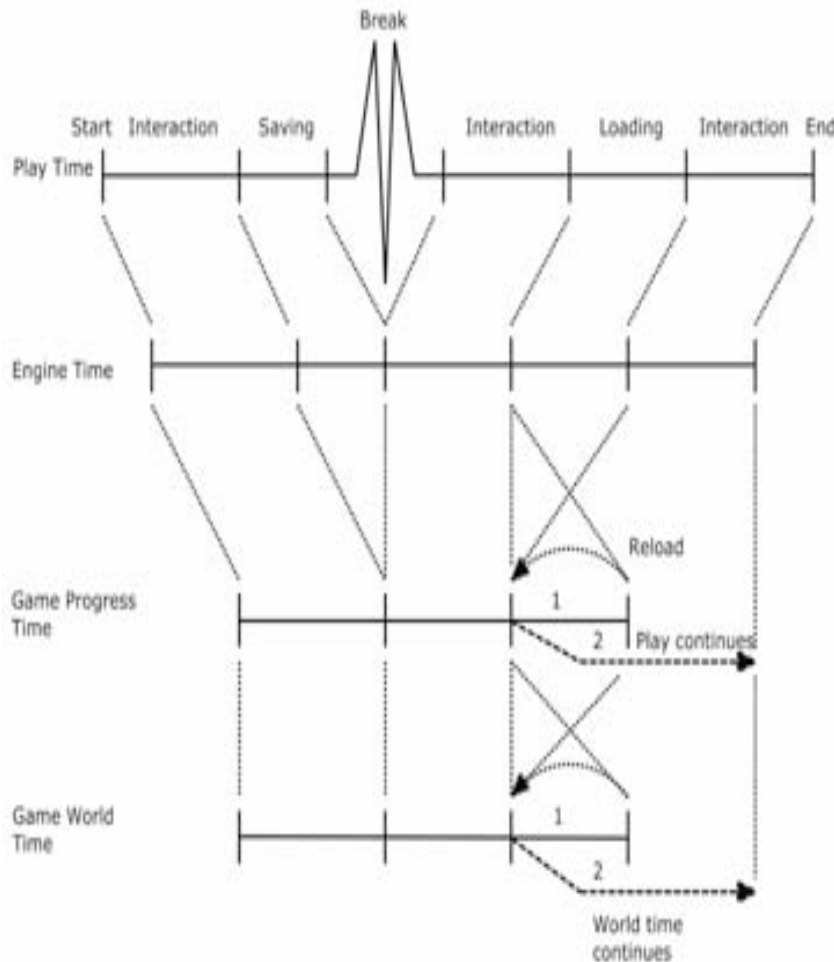 Break
Start Interaction Saving Interaction Loading Interaction End
Play Time
Engine Time
Reload
Game Progress
Time
1
2 Play continues
Game World
Time
1
2
World time
continues